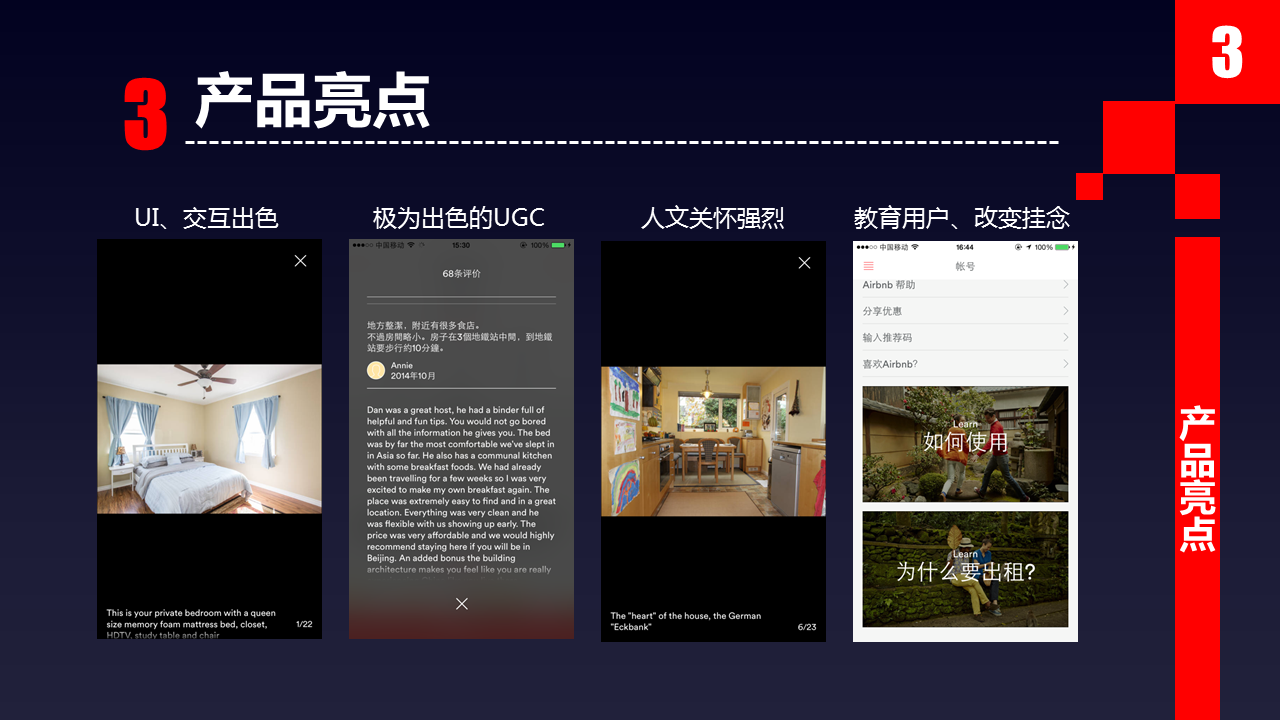 3
3 产品亮点
UI、交互出色
极为出色的UGC
人文关怀强烈
教育用户、改变挂念
This is your private bedroom with a queen
size memory foam mattress bed, closet,
HDTV, study table and chair
1/22
中国移动
15:30
100%
68条评价
地方整潔，附近有很多食店。
不過房間略小。房子在3個地鐵站中間，到地鐵
站要步行約10分鐘。
Annie
2014年10月
Dan was a great host, he had a binder full of
helpful and fun tips. You would not go bored
with all the information he gives you. The bed
was by far the most comfortable we've slept in
in Asia so far. He also has a communal kitchen
with some breakfast foods. We had already
been travelling for a few weeks so I was very
excited to make my own breakfast again. The
place was extremely easy to find and in a great
location. Everything was very clean and he
was flexible with us showing up early. The
price was very affordable and we would highly
recommend staying here if you will be in
Beijing. An added bonus the building
architecture makes you feel like you are really
The "heart" of the house, the German
"Eckbank"
6/23
中国移动
16:44
100%
帐号
Airbnb 帮助
分享优惠
输入推荐码
喜欢Airbnb?
Learn
如何使用
Learn
为什么要出租?
产品亮点